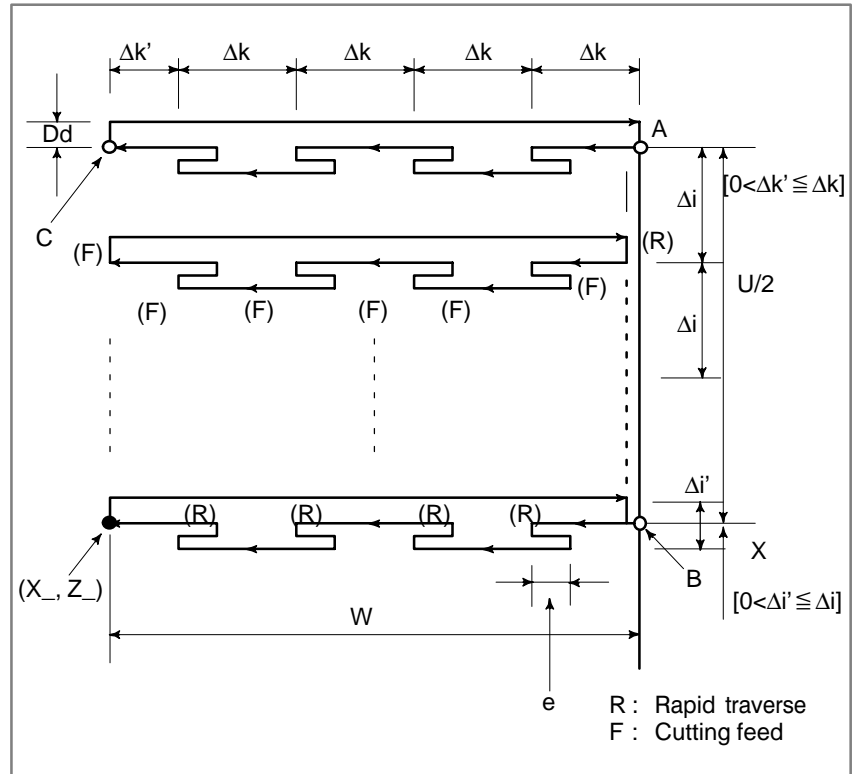 Δk’ Δk Δk Δk Δk
Dd
A
[0<Δk’≦Δk]
Δi
C
(F)
(R)
(F)
(F) (F) (F) (F)
U/2
Δi
Δi’
(R) (R) (R) (R)
X
(X_, Z_)
B
[0<Δi’≦Δi]
W
e
R : Rapid traverse
F : Cutting feed